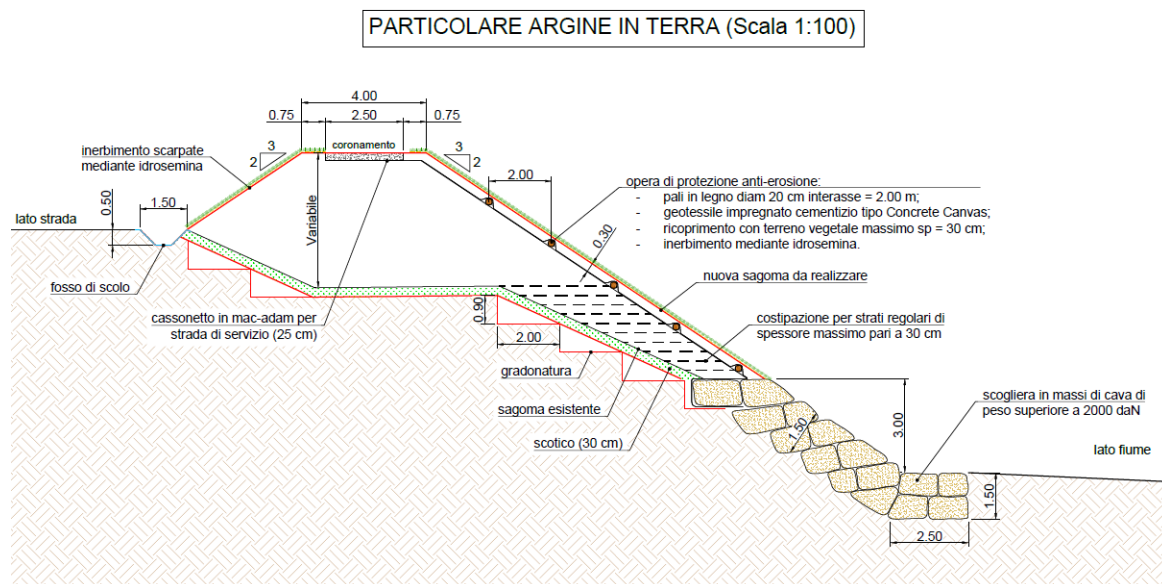 PARTICOLARE ARGINE IN TERRA (Scala 1:100)
4.00
0.75
2.50
0.75
coronamento
inerbimento scarpate
mediante idrosemina
3
2
3
2
2.00
opera di protezione anti-erosione:
- pali in legno diam 20 cm interasse = 2.00 m;
- geotessile impregnato cementizio tipo Concrete Canvas;
- ricoprimento con terreno vegetale massimo sp = 30 cm;
- inerbimento mediante idrosemina.
1.50
0.50
lato strada
Variabile
0.30
nuova sagoma da realizzare
fosso di scolo
cassonetto in mac-adam per
strada di servizio (25 cm)
0.90
2.00
costipazione per strati regolari di
spessore massimo pari a 30 cm
gradonatura
sagoma esistente
scotico (30 cm)
1.50
3.00
scogliera in massi di cava di
peso superiore a 2000 daN
lato fiume
1.50
2.50